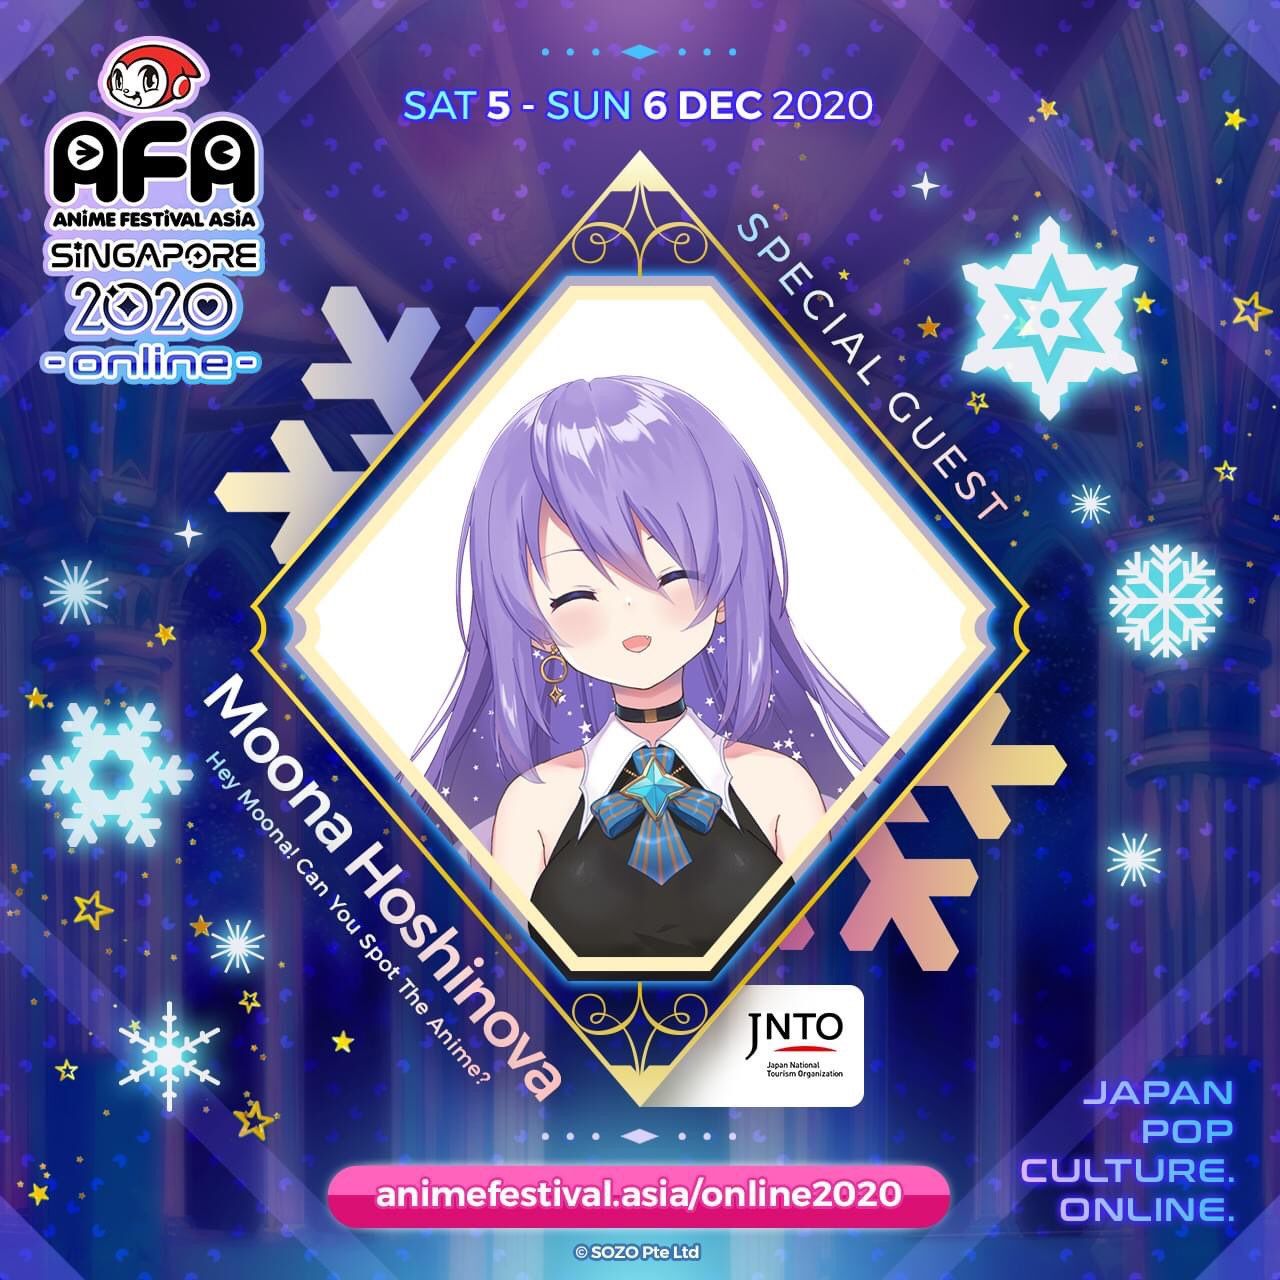 SAT 5 - SUN 6 DEC 2020
AFA
ANiME FESTiVAL ASiA
SiNGAPORE
2020
-online-
SPECIAL GUEST
Moona Hoshinova
Hey Moona! Can You Spot The Anime?
JNTO
Japan National
Tourism Organization
JAPAN
POP
CULTURE.
ONLINE.
animefestival.asia/online2020
© SOZO Pte Ltd